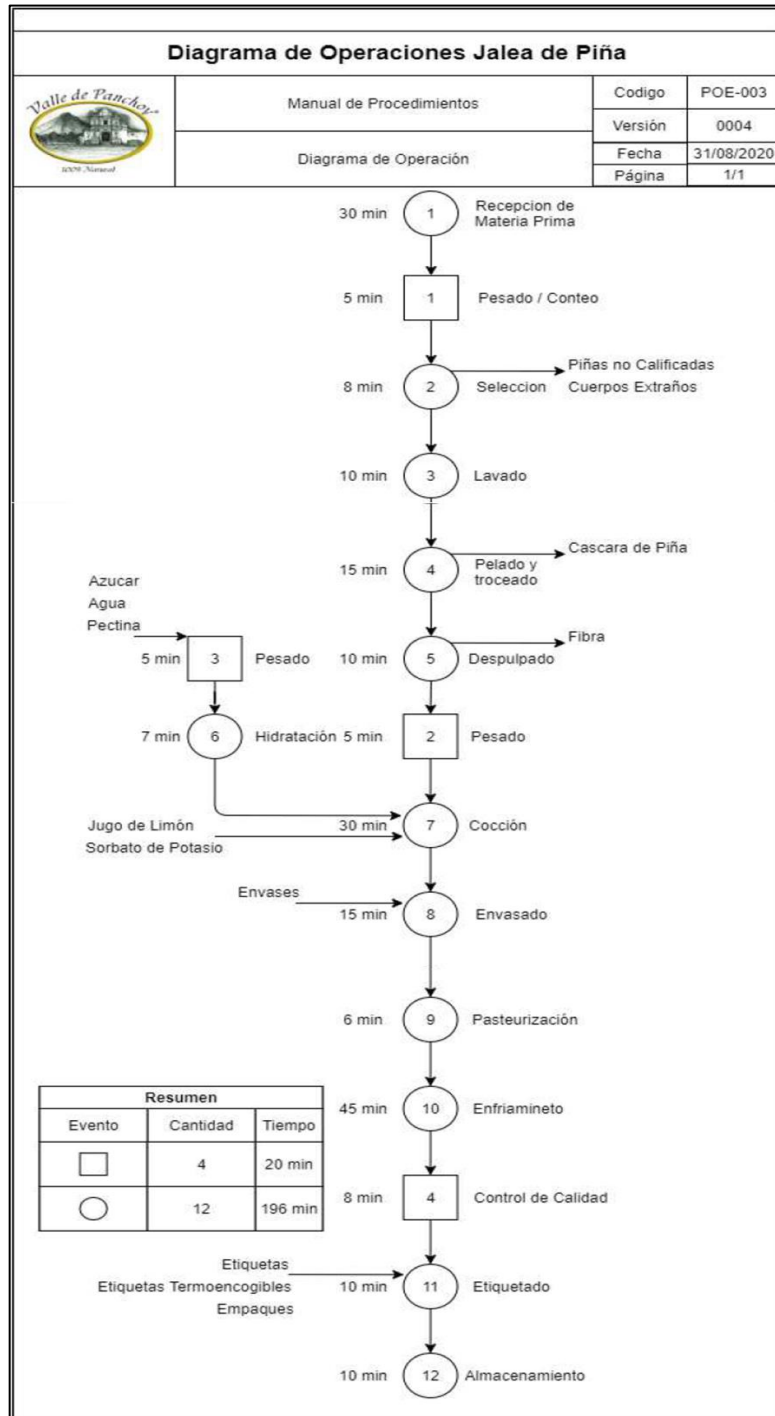 Diagrama de Operaciones Jalea de Piña
Valle de Panchoy
100% Natural
Manual de Procedimientos
Codigo POE-003
Versión 0004
Diagrama de Operación
Fecha 31/08/2020
Página 1/1
30 min 1 Recepcion de
Materia Prima
5 min 1 Pesado / Conteo
8 min 2 Seleccion
Piñas no Calificadas
Cuerpos Extraños
10 min 3 Lavado
15 min 4 Pelado y
troceado
Cascara de Piña
Azucar
Agua
Pectina
5 min 3 Pesado
10 min 5 Despulpado
Fibra
7 min 6 Hidratación
5 min 2 Pesado
Jugo de Limón
Sorbato de Potasio
30 min 7 Cocción
Envases
15 min 8 Envasado
6 min 9 Pasteurización
45 min 10 Enfriamineto
Resumen
Evento Cantidad Tiempo
4 20 min
12 196 min
8 min 4 Control de Calidad
Etiquetas
Etiquetas Termoencogibles
Empaques
10 min 11 Etiquetado
10 min 12 Almacenamiento